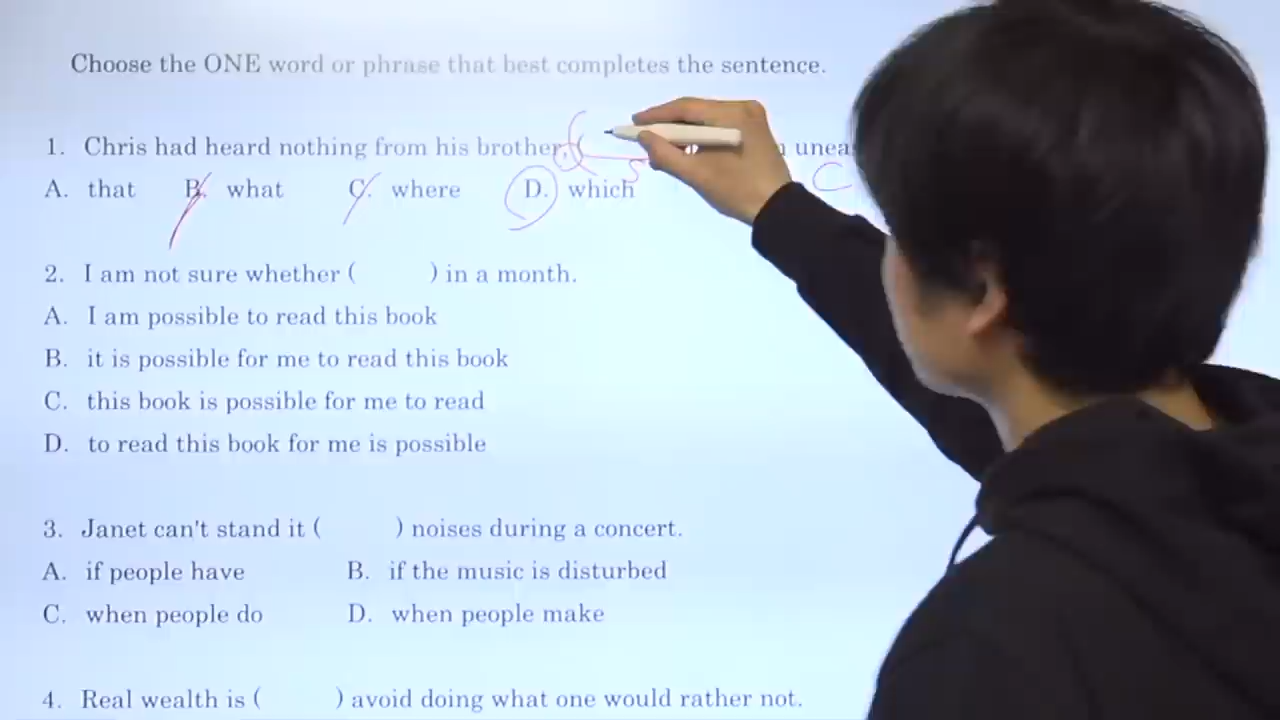 Choose the ONE word or phrase that best completes the sentence.
1. Chris had heard nothing from his brother, (
A. that B. what C. where D. which
2. I am not sure whether ( ) in a month.
A. I am possible to read this book
B. it is possible for me to read this book
C. this book is possible for me to read
D. to read this book for me is possible
3. Janet can't stand it ( ) noises during a concert.
A. if people have B. if the music is disturbed
C. when people do D. when people make
4. Real wealth is ( ) avoid doing what one would rather not.